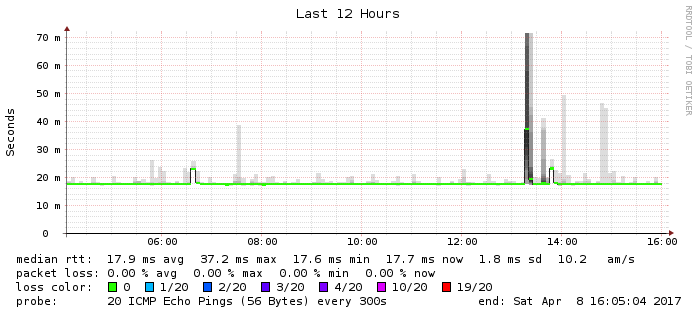 Last 12 Hours
RRDTOOL / TOBI OETIKER
Seconds
70 m
60 m
50 m
40 m
30 m
20 m
10 m
0
06:00 08:00 10:00 12:00 14:00 16:00
median rtt: 17.9 ms avg 37.2 ms max 17.6 ms min 17.7 ms now 1.8 ms sd 10.2 am/s
packet loss: 0.00 % avg 0.00 % max 0.00 % min 0.00 % now
loss color: 0 1/20 2/20 3/20 4/20 10/20 19/20
probe: 20 ICMP Echo Pings (56 Bytes) every 300s end: Sat Apr 8 16:05:04 2017